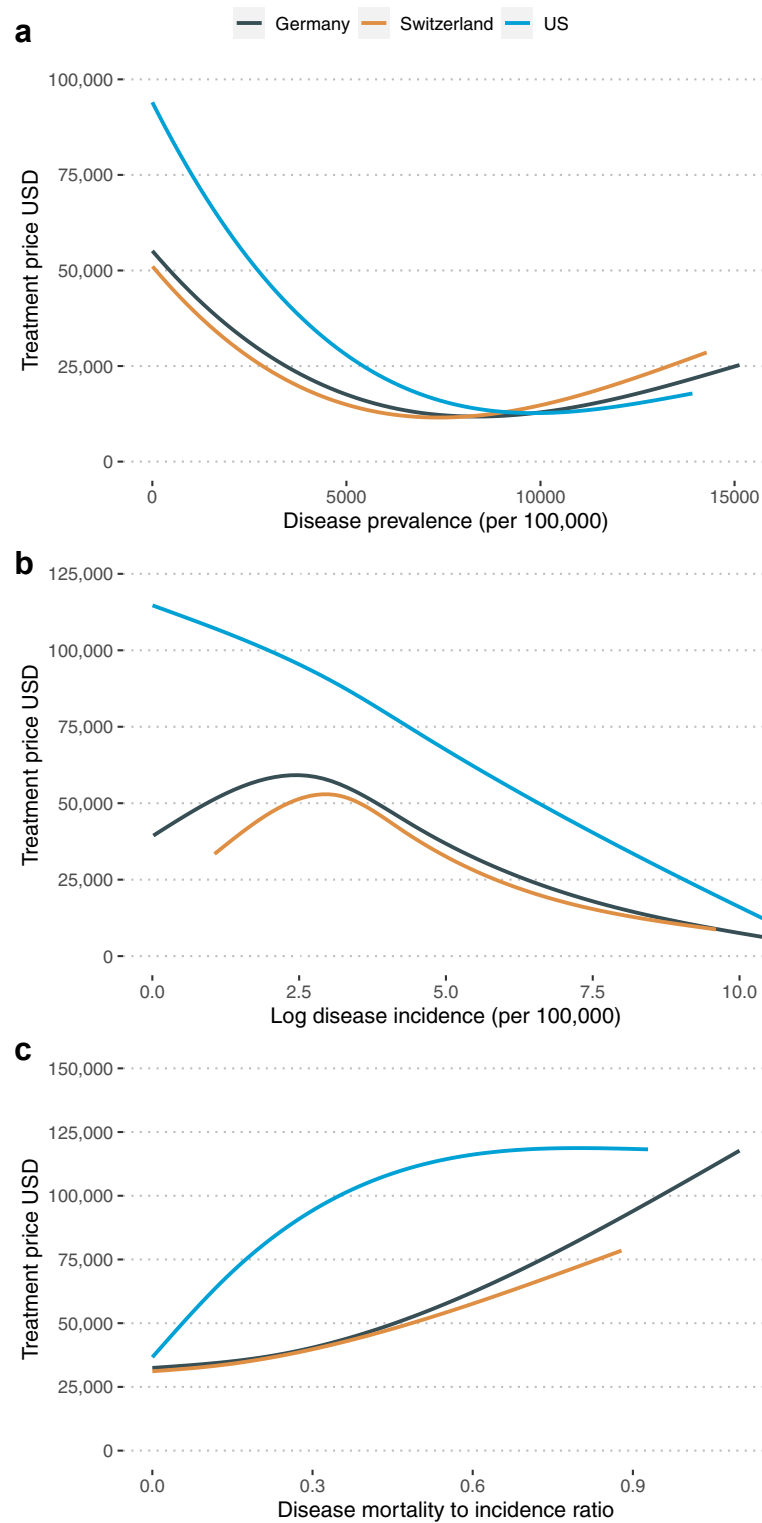 a
Germany Switzerland US
100,000
75,000
50,000
25,000
0
Treatment price USD
0 5000 10000 15000
Disease prevalence (per 100,000)
b
125,000
100,000
75,000
50,000
25,000
0
Treatment price USD
0.0 2.5 5.0 7.5 10.0
Log disease incidence (per 100,000)
c
150,000
125,000
100,000
75,000
50,000
25,000
0
Treatment price USD
0.0 0.3 0.6 0.9
Disease mortality to incidence ratio